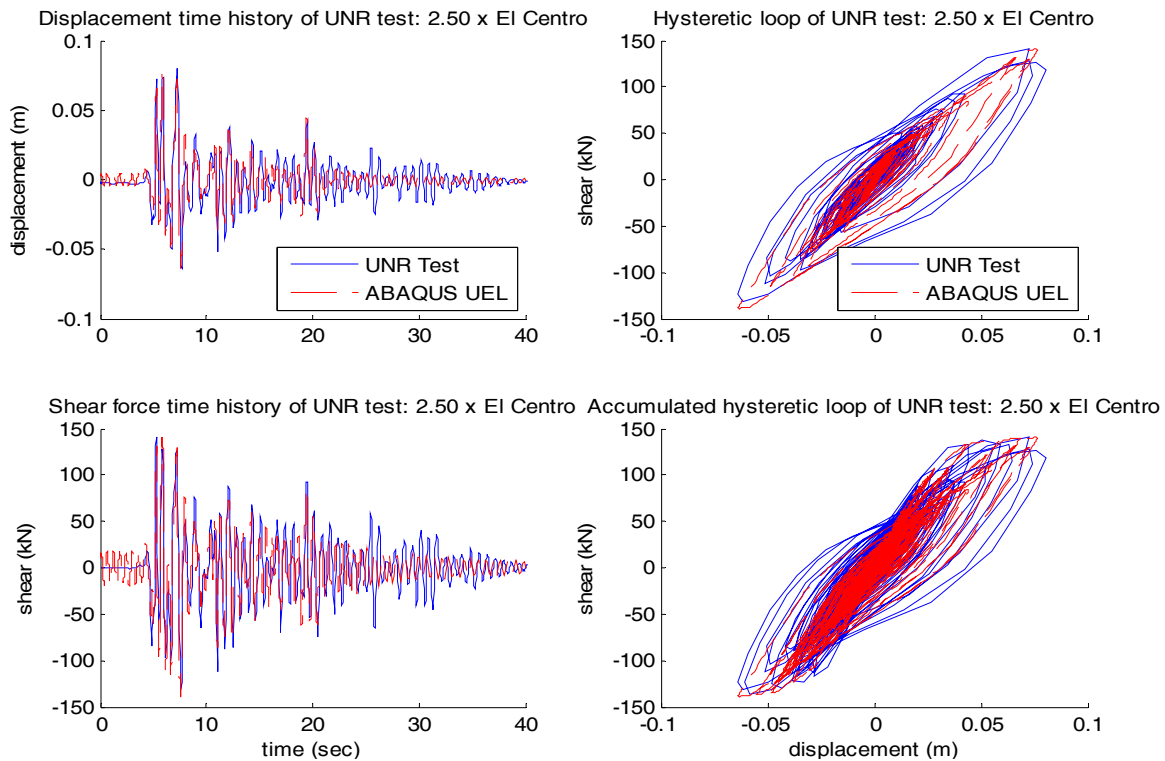 Displacement time history of UNR test: 2.50 x El Centro
0.1
0.05
0
-0.05
-0.1
displacement (m)
0 10 20 30 40
UNR Test
ABAQUS UEL
Hysteretic loop of UNR test: 2.50 x El Centro
150
100
50
0
-50
-100
-150
shear (kN)
-0.1 -0.05 0 0.05 0.1
UNR Test
ABAQUS UEL
Shear force time history of UNR test: 2.50 x El Centro
150
100
50
0
-50
-100
-150
shear (kN)
0 10 20 30 40
time (sec)
Accumulated hysteretic loop of UNR test: 2.50 x El Centro
150
100
50
0
-50
-100
-150
shear (kN)
-0.1 -0.05 0 0.05 0.1
displacement (m)